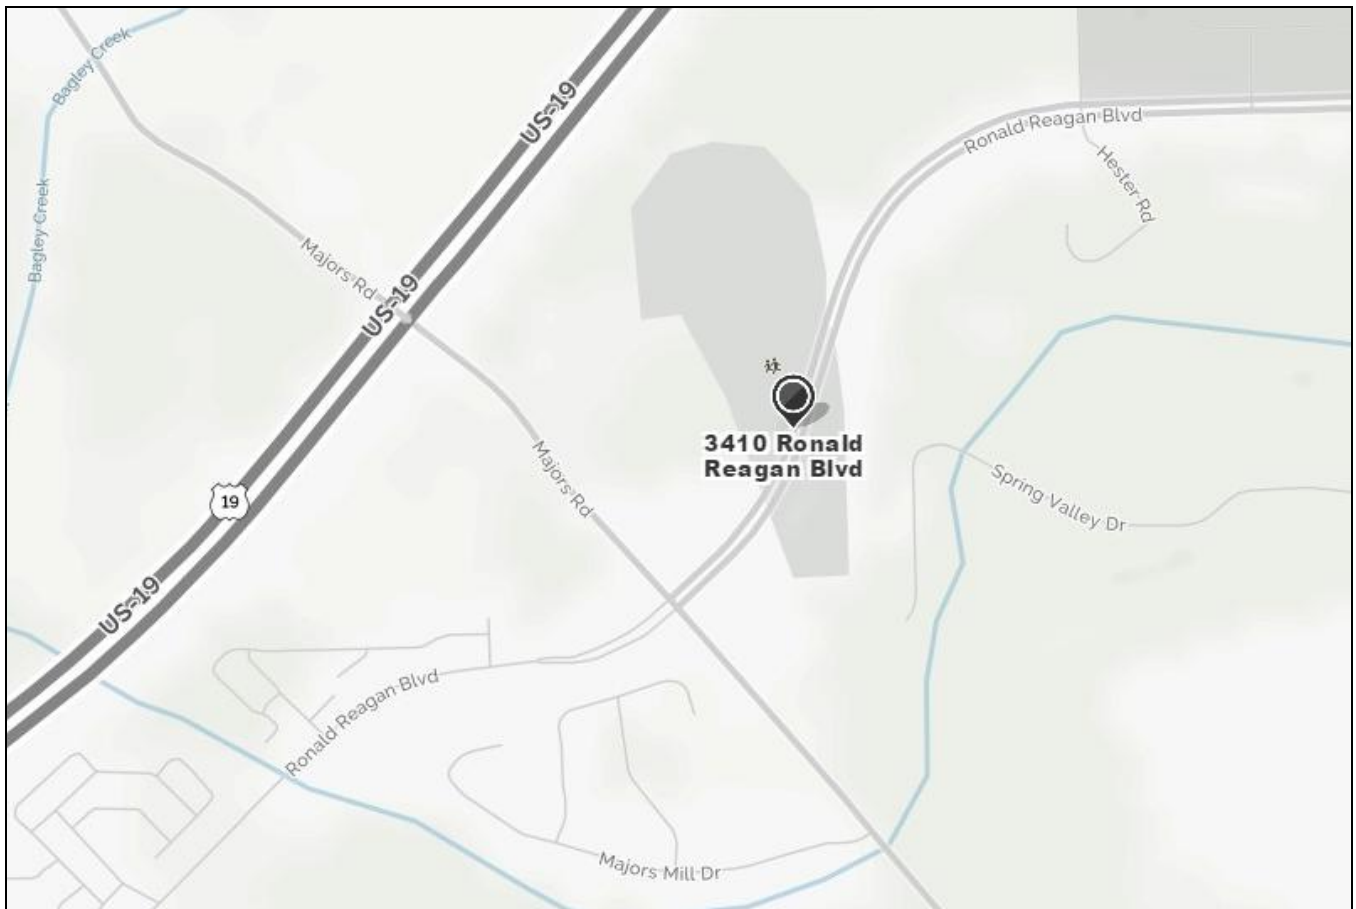 Bagley Creek
US-19
Ronald Reagan Blvd
Hester Rd
Bagley Creek
Majors Rd
US-19
3410 Ronald
Reagan Blvd
Majors Rd
Spring Valley Dr
19
US-19
Ronald Reagan Blvd
Majors Mill Dr